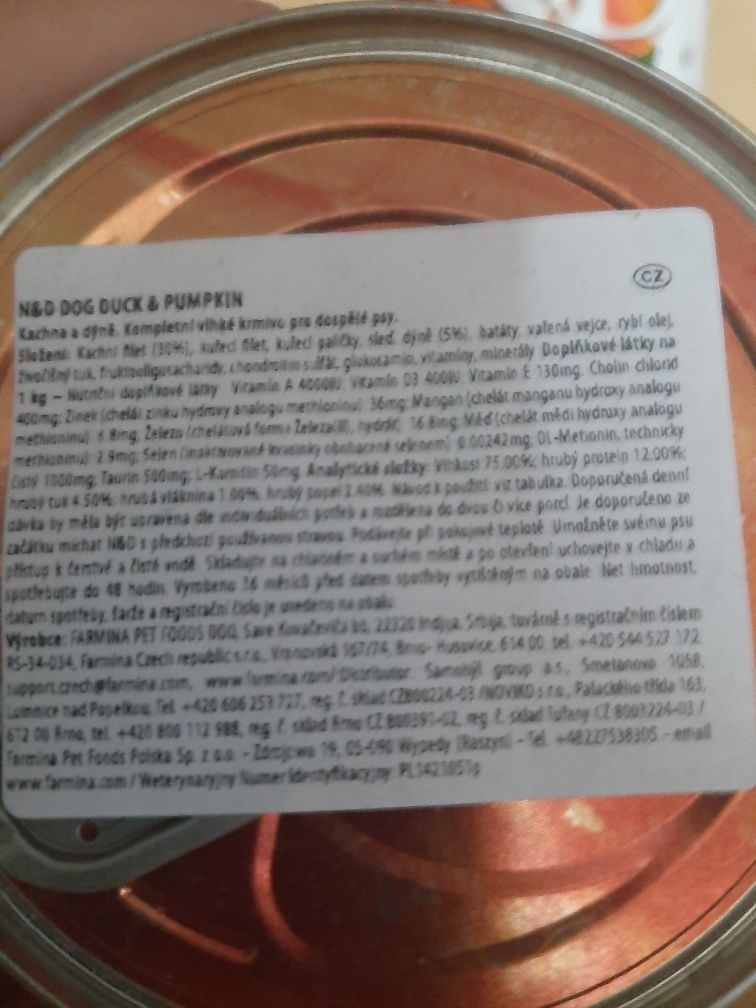 CZ
N&D DOG DUCK & PUMPKIN
Kachna a dýně. Kompletní vlhké krmivo pro dospělé psy.
Složení: Kachní filet (30%), kuřecí filet, kuřecí paličky, sleď, dýně (5%), batáty, vařená vejce, rybí olej,
živočišný tuk, fruktooligosacharidy, chondroitin sulfát, glukosamin, vitamíny, minerály Doplňkové látky na
1 kg – Nutriční doplňkové látky Vitamín A 4000IU; Vitamín D3 400IU; Vitamín E 130mg, Cholin chlorid
400mg; Zinek (chelát zinku hydroxy analogu methioninu): 36mg; Mangan (chelát manganu hydroxy analogu
methioninu): 6.8mg, Železo (chelátová forma Železa(II), hydrát) 16.8mg; Měď (chelát mědi hydroxy analogu
methioninu): 2.9mg; Selen (inaktivované kvasinky obohacené selenem) 0.00242mg, DL-Metionin, technicky
čistý 1000mg; Taurin 500mg; L-Karnitin 50mg. Analytické složky: Vlhkost 75.00%; hrubý protein 12.00%;
hrubý tuk 4.50%; hrubá vláknina 1.00%, hrubý popel 2.40%. Návod k použití: viz tabulka. Doporučená denní
dávka by měla být upravena dle individuálních potřeb a rozdělena do dvou či více porcí. Je doporučeno ze
začátku míchat N&D s předchozí používanou stravou. Podávejte při pokojové teplotě. Umožněte svému psu
přístup k čerstvé a čisté vodě. Skladujte na chladném a suchém místě a po otevření uchovejte v chladu a
spotřebujte do 48 hodin. Vyrobeno 36 měsíců před datem spotřeby vytištěným na obale. Net hmotnost,
datum spotřeby, šarže a registrační číslo je uvedeno na obalu.
Výrobce: FARMINA PET FOODS DOO, Save Kovačevića bb, 22320 Indjija, Srbija, továrně s registračním číslem
RS-34-034, Farmina Czech republic s.r.o., Vranovská 167/74, Brno- Husovice, 614 00, tel. +420 544 527 172,
support.czech@farmina.com, www.farmina.com/ Distributor: Samohýl group a.s., Smetanova 1058,
Lomnice nad Popelkou, Tel. +420 606 253 727, reg. č. sklad CZ800224-03 /NOVIKO s.r.o., Palackého třída 163,
612 00 Brno, tel. +420 800 112 988, reg. č. sklad Brno CZ 800391-02, reg. č. sklad Tuřany CZ 8003224-03 /
Farmina Pet Foods Polska Sp. z o.o. - Zdrojowa 19, 05-090 Wypedy (Raszyn) - Tel. +48227538305 - email
www.farmina.com / Weterynaryjny Numer Identyfikacyjny: PL1421051p